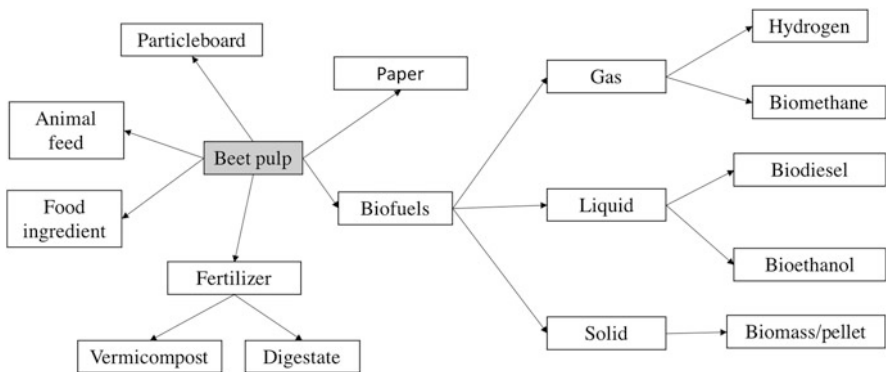 Particleboard
Paper
Animal
feed
Beet pulp
Food
ingredient
Fertilizer
Vermicompost
Digestate
Biofuels
Gas
Hydrogen
Biomethane
Liquid
Biodiesel
Bioethanol
Solid
Biomass/pellet